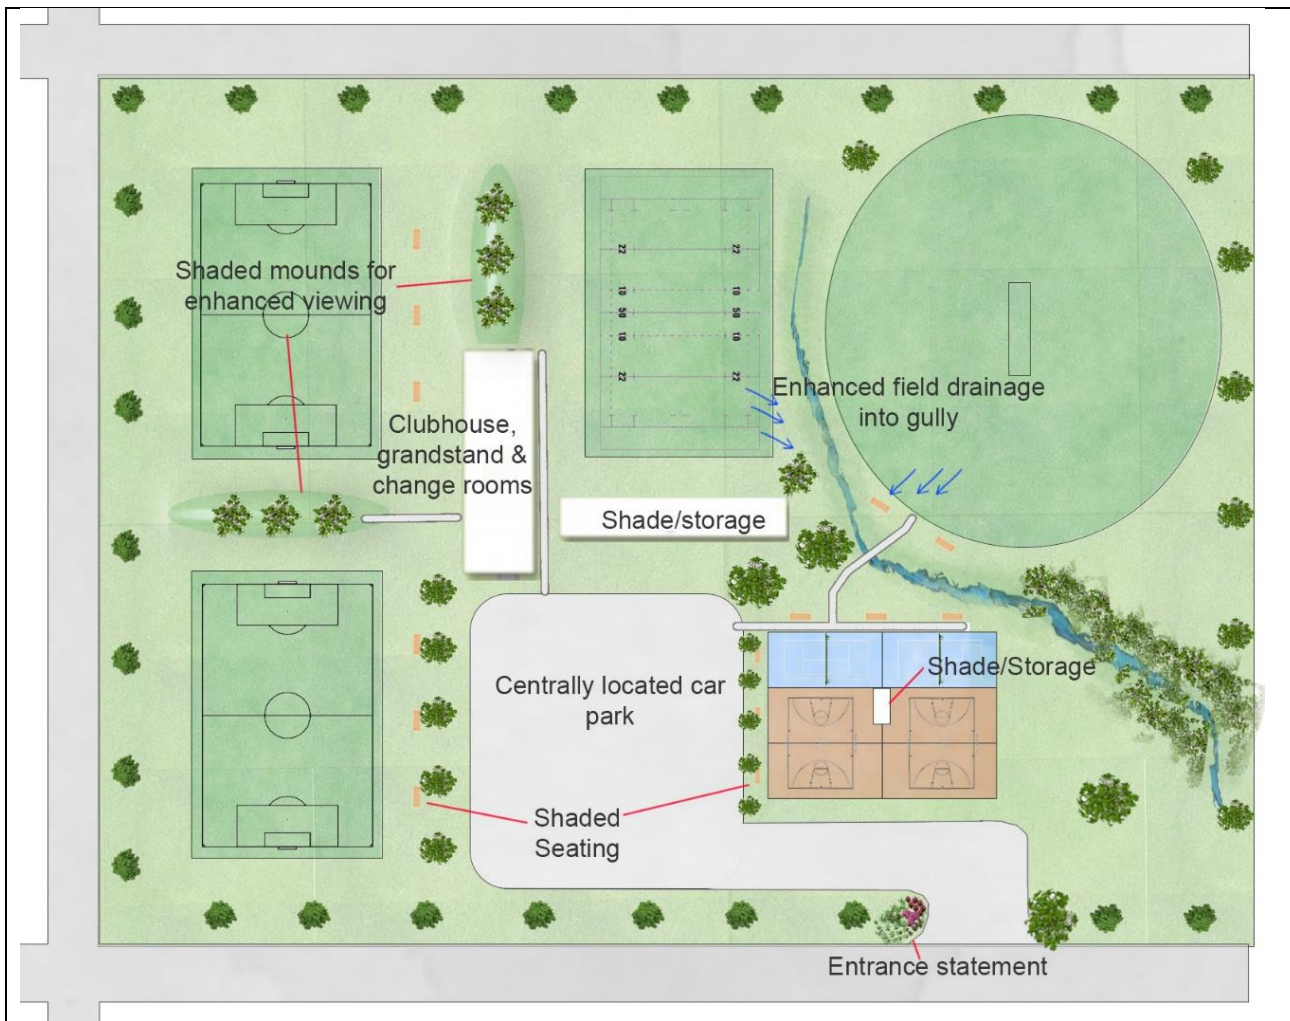 Shaded mounds for
enhanced viewing
22 22
10 10
50 50
10 10
22 22
Enhanced field drainage
into gully
Clubhouse,
grandstand &
change rooms
Shade/storage
Shade/Storage
Centrally located car
park
Shaded
Seating
Entrance statement